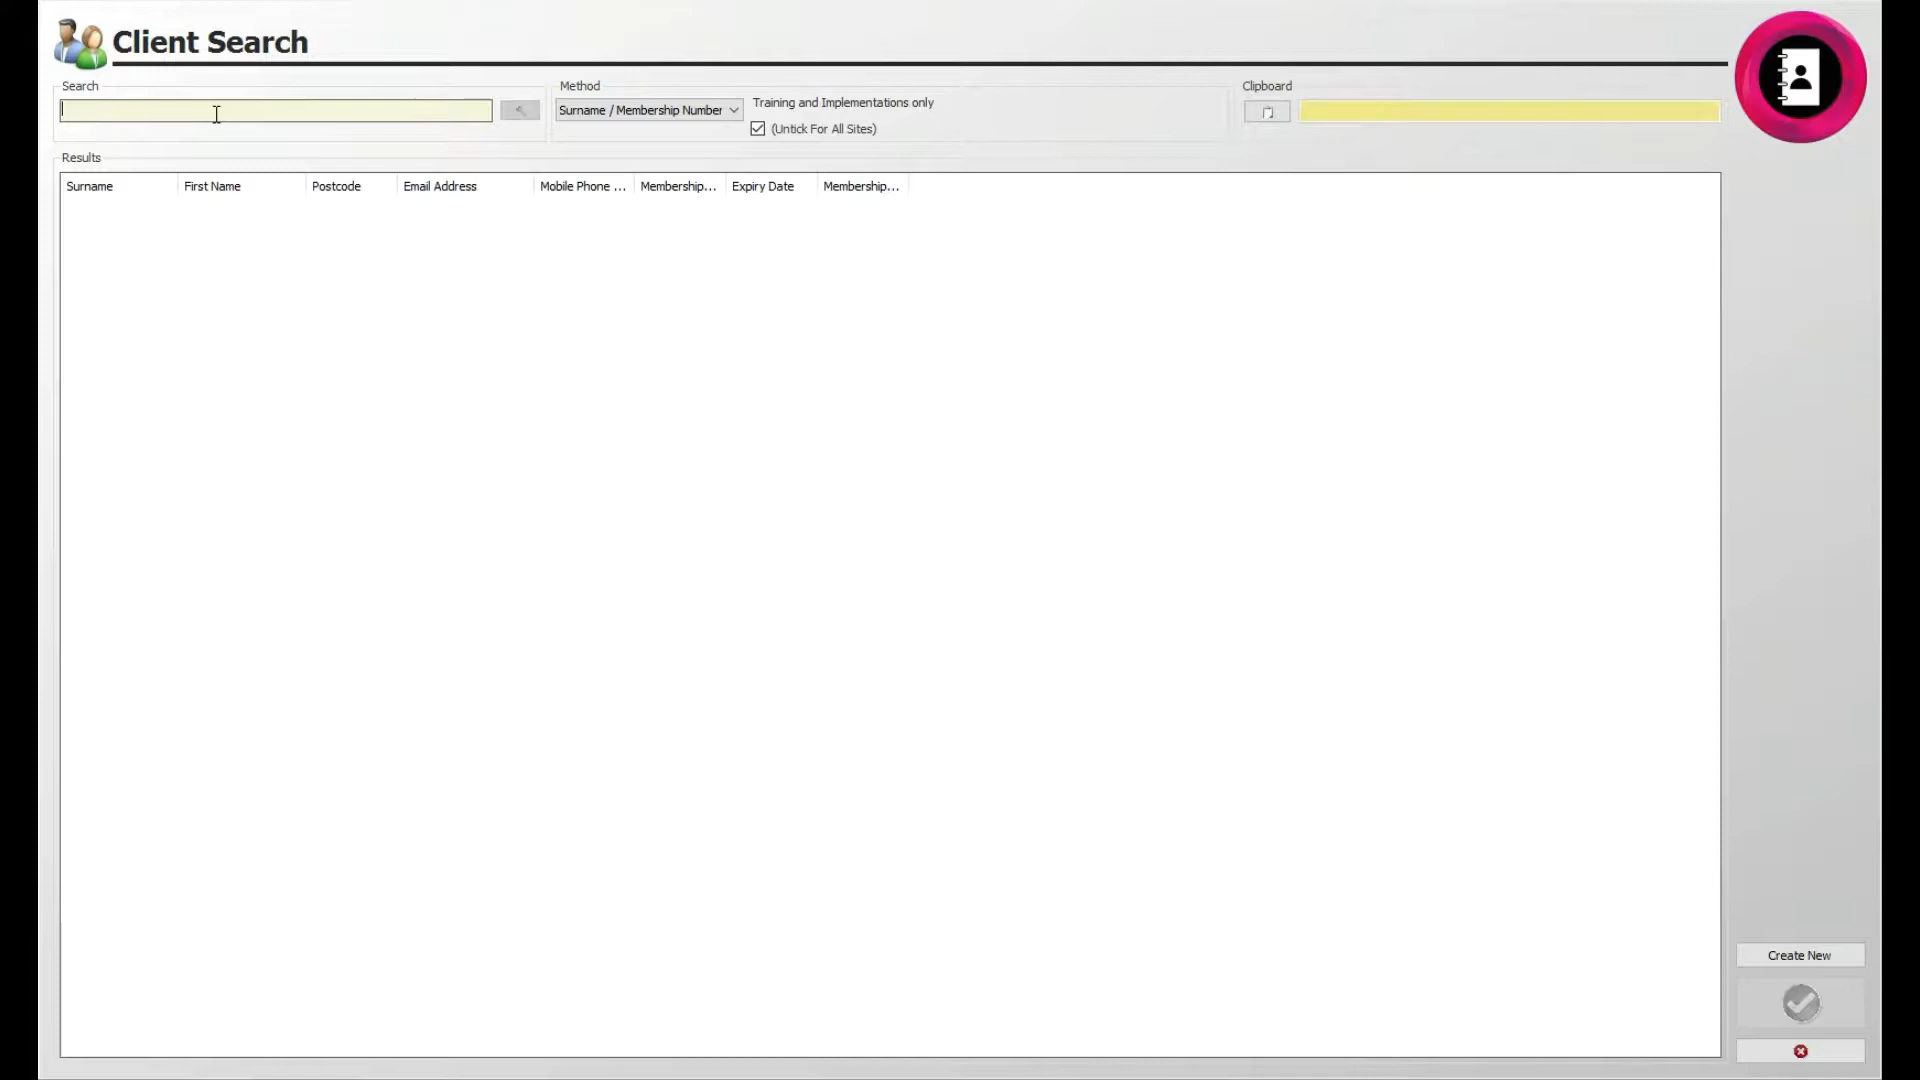 Client Search
Search
Method
Clipboard
Surname / Membership Number
Training and Implementations only
(Untick For All Sites)
Results
Surname First Name Postcode Email Address Mobile Phone ... Membership... Expiry Date Membership...
Create New